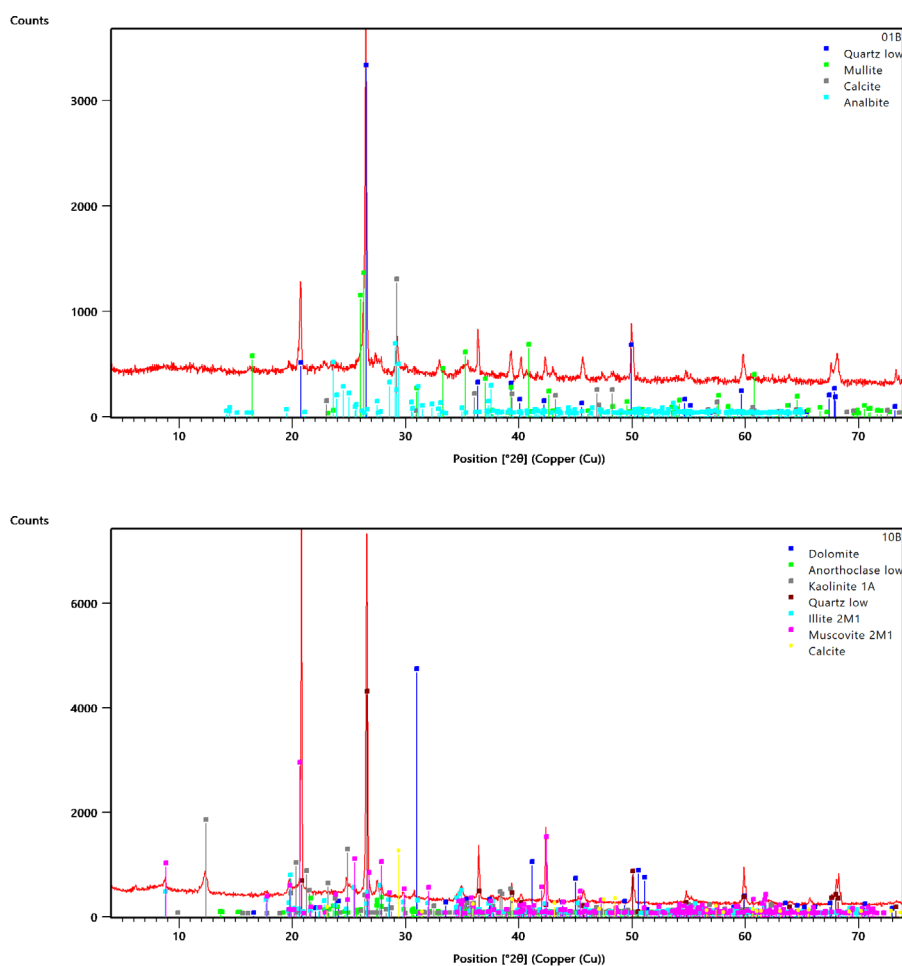 Counts
01B
Quartz low
Mullite
Calcite
Analbite
3000
2000
1000
0
10 20 30 40 50 60 70
Position [°2θ] (Copper (Cu))
Counts
10B
Dolomite
Anorthoclase low
Kaolinite 1A
Quartz low
Illite 2M1
Muscovite 2M1
Calcite
6000
4000
2000
0
10 20 30 40 50 60 70
Position [°2θ] (Copper (Cu))